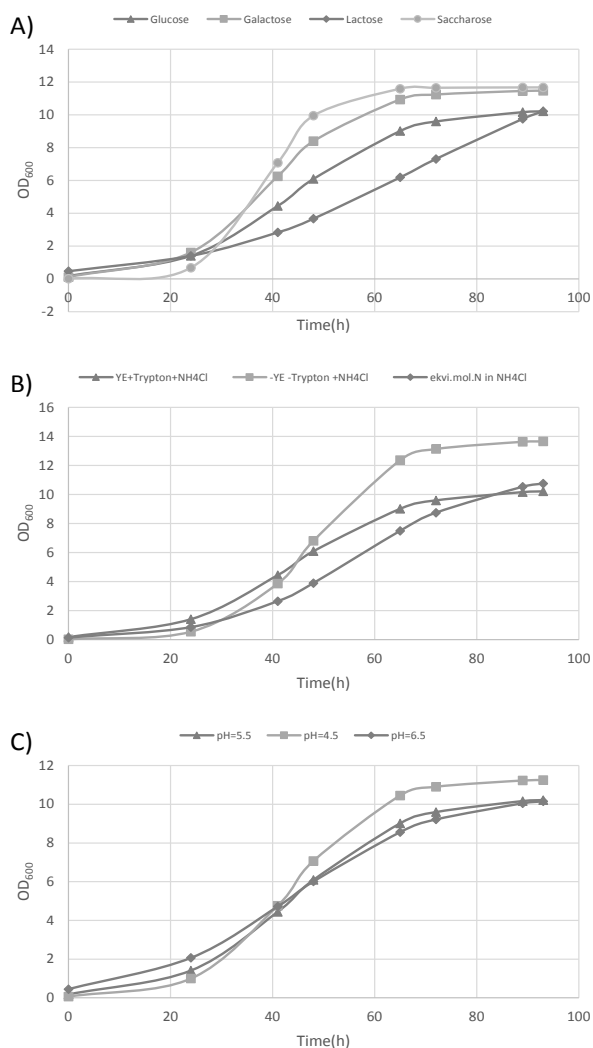 A)
Glucose Galactose Lactose Saccharose
14
12
10
8
6
4
2
0
-2
OD600
0 20 40 60 80 100
Time(h)
B)
YE+Trypton+NH4Cl -YE -Trypton +NH4Cl ekvi.mol.N in NH4Cl
16
14
12
10
8
6
4
2
0
OD600
0 20 40 60 80 100
Time(h)
C)
pH=5.5 pH=4.5 pH=6.5
12
10
8
6
4
2
0
OD600
0 20 40 60 80 100
Time(h)